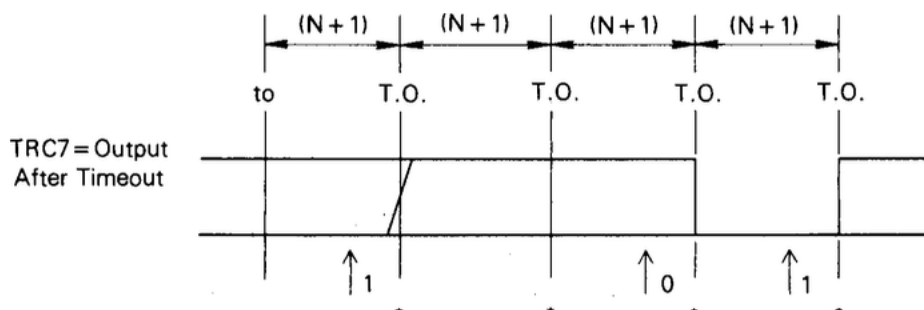 (N + 1) (N + 1) (N + 1) (N + 1)
to T.O. T.O. T.O. T.O.
TRC7 = Output
After Timeout
1 0 1